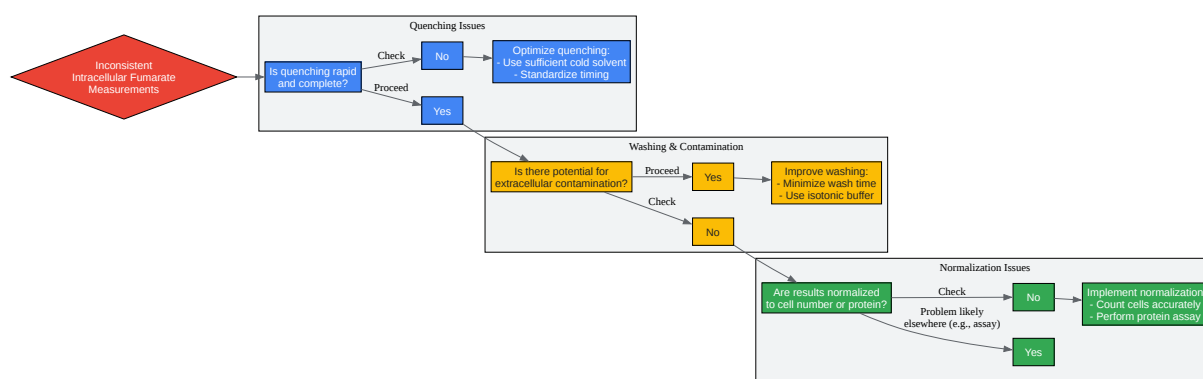 Quenching Issues
Inconsistent
Intracellular Fumarate
Measurements
Is quenching rapid
and complete?
Check
No
Optimize quenching:
- Use sufficient cold solvent
- Standardize timing
Proceed
Yes
Washing & Contamination
Is there potential for
extracellular contamination?
Proceed
Yes
Improve washing:
- Minimize wash time
- Use isotonic buffer
Check
No
Normalization Issues
Are results normalized
to cell number or protein?
Check
No
Implement normalization:
- Count cells accurately
- Perform protein assay
Problem likely
elsewhere (e.g., assay)
Yes